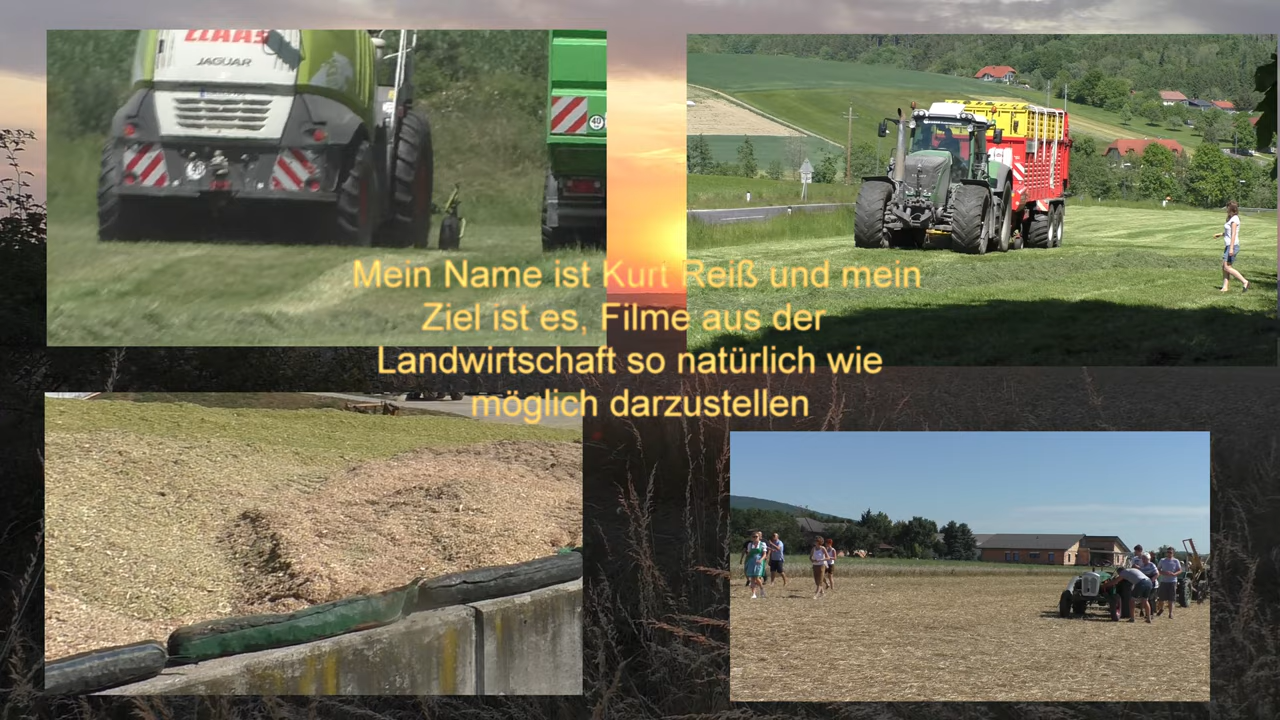 CLAAS
JAGUAR
40
Mein Name ist Kurt Reiß und mein
Ziel ist es, Filme aus der
Landwirtschaft so natürlich wie
möglich darzustellen